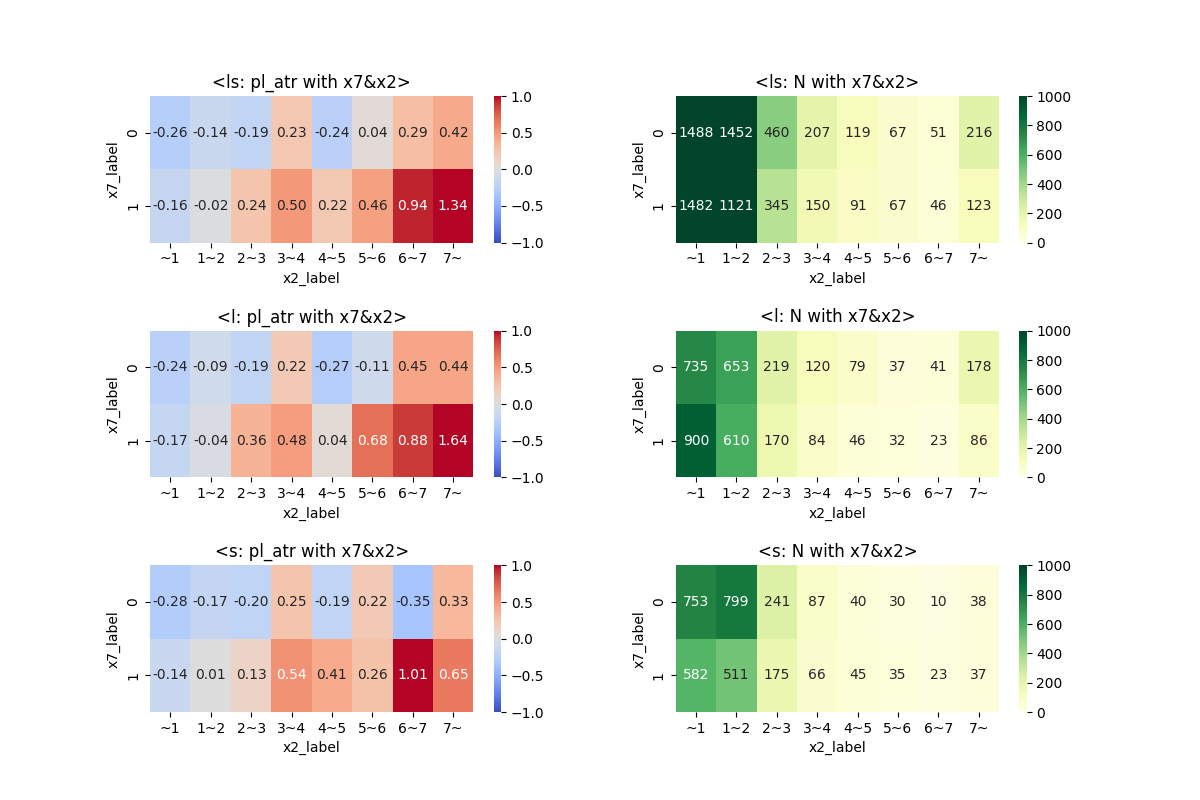 <ls: pl_atr with x7&x2>
x7_label
0
-0.26 -0.14 -0.19 0.23 -0.24 0.04 0.29 0.42
1
-0.16 -0.02 0.24 0.50 0.22 0.46 0.94 1.34
~1 1~2 2~3 3~4 4~5 5~6 6~7 7~
x2_label
1.0
0.5
0.0
−0.5
−1.0
<ls: N with x7&x2>
x7_label
0
1488 1452 460 207 119 67 51 216
1
1482 1121 345 150 91 67 46 123
~1 1~2 2~3 3~4 4~5 5~6 6~7 7~
x2_label
1000
800
600
400
200
0
<l: pl_atr with x7&x2>
x7_label
0
-0.24 -0.09 -0.19 0.22 -0.27 -0.11 0.45 0.44
1
-0.17 -0.04 0.36 0.48 0.04 0.68 0.88 1.64
~1 1~2 2~3 3~4 4~5 5~6 6~7 7~
x2_label
1.0
0.5
0.0
−0.5
−1.0
<l: N with x7&x2>
x7_label
0
735 653 219 120 79 37 41 178
1
900 610 170 84 46 32 23 86
~1 1~2 2~3 3~4 4~5 5~6 6~7 7~
x2_label
1000
800
600
400
200
0
<s: pl_atr with x7&x2>
x7_label
0
-0.28 -0.17 -0.20 0.25 -0.19 0.22 -0.35 0.33
1
-0.14 0.01 0.13 0.54 0.41 0.26 1.01 0.65
~1 1~2 2~3 3~4 4~5 5~6 6~7 7~
x2_label
1.0
0.5
0.0
−0.5
−1.0
<s: N with x7&x2>
x7_label
0
753 799 241 87 40 30 10 38
1
582 511 175 66 45 35 23 37
~1 1~2 2~3 3~4 4~5 5~6 6~7 7~
x2_label
1000
800
600
400
200
0